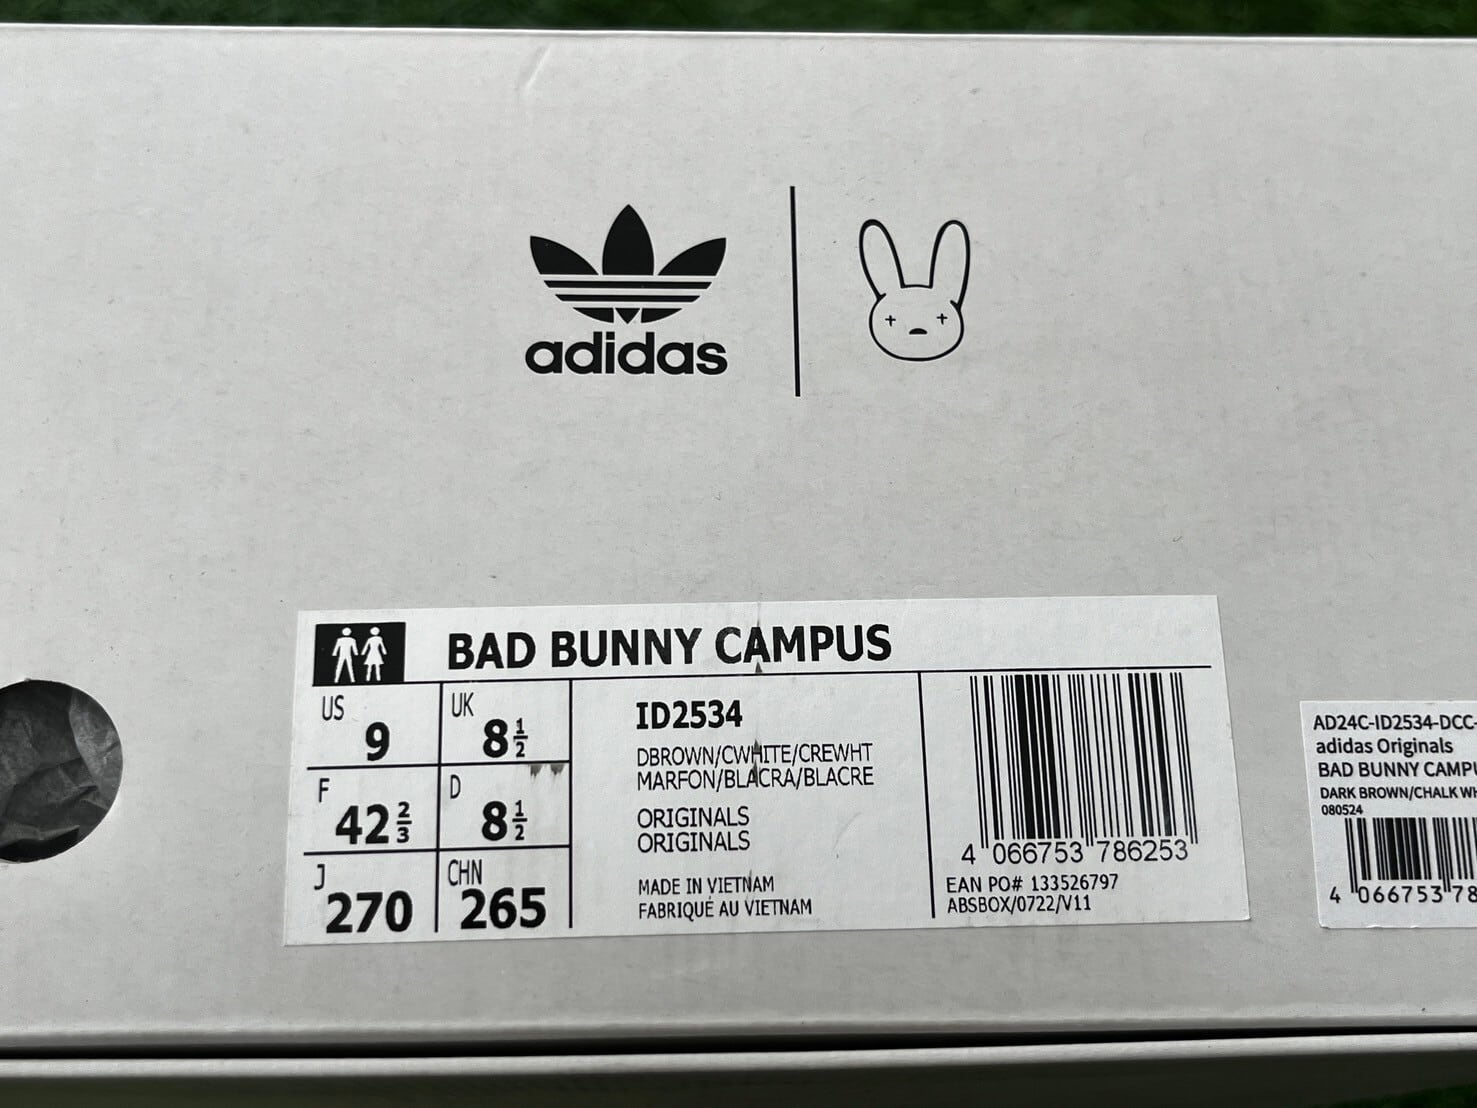 adidas
BAD BUNNY CAMPUS
US 9
UK 8 1/2
F 42 2/3
D 8 1/2
J 270
CHN 265
ID2534
DBROWN/CWHITE/CREWHT
MARFON/BLACRA/BLACRE
ORIGINALS
ORIGINALS
MADE IN VIETNAM
FABRIQUÉ AU VIETNAM
4 066753 786253
EAN PO# 133526797
ABSBOX/0722/V11
AD24C-ID2534-DCC-
adidas Originals
BAD BUNNY CAMPU
DARK BROWN/CHALK WH
080524
4 066753 78